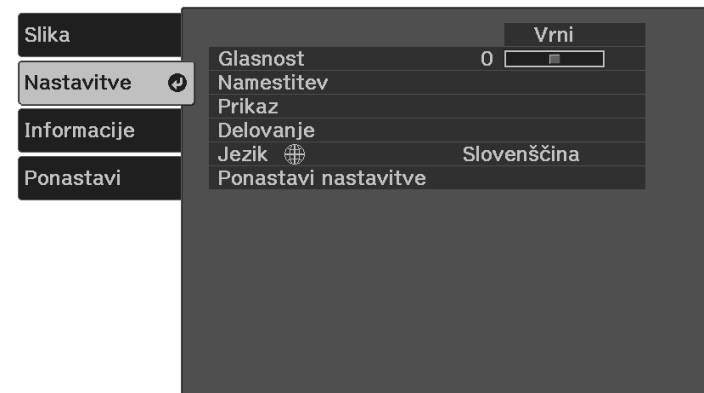 Slika
Nastavitve
Informacije
Ponastavi
Vrni
Glasnost 0
Namestitev
Prikaz
Delovanje
Jezik Slovenščina
Ponastavi nastavitve